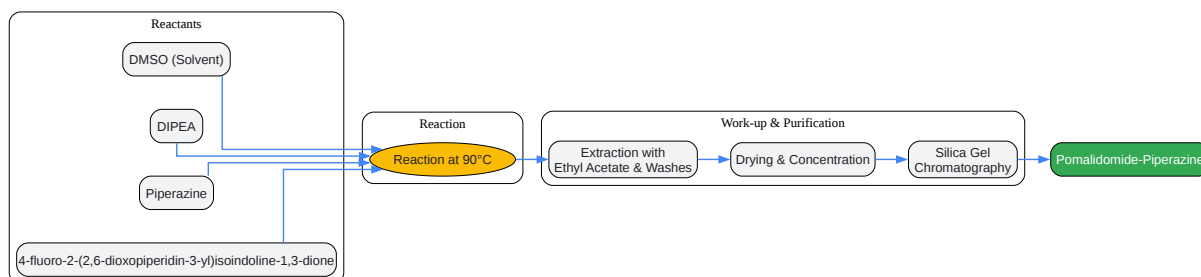 Reactants
DMSO (Solvent)
DIPEA
Piperazine
4-fluoro-2-(2,6-dioxopiperidin-3-yl)isoindoline-1,3-dione
Reaction
Reaction at 90°C
Work-up & Purification
Extraction with
Ethyl Acetate & Washes
Drying & Concentration
Silica Gel
Chromatography
Pomalidomide-Piperazine